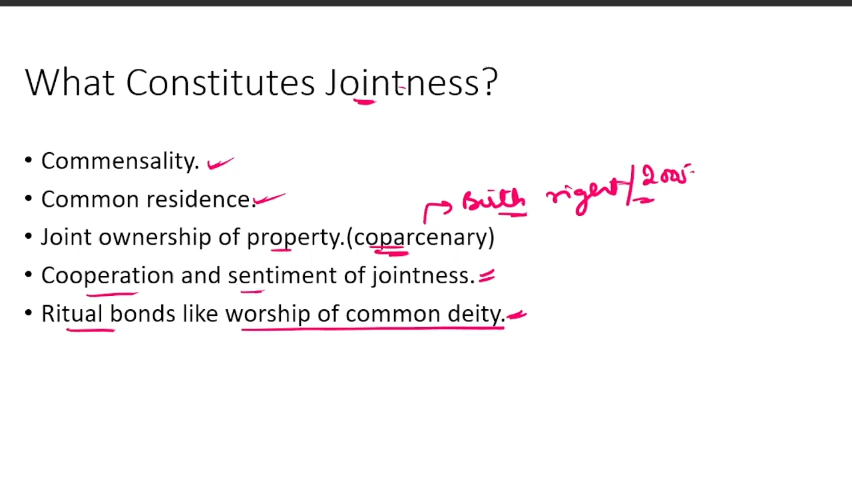 What Constitutes Jointness?
• Commensality.
• Common residence.
Birth right/2005
• Joint ownership of property.(coparcenary)
• Cooperation and sentiment of jointness.
• Ritual bonds like worship of common deity.